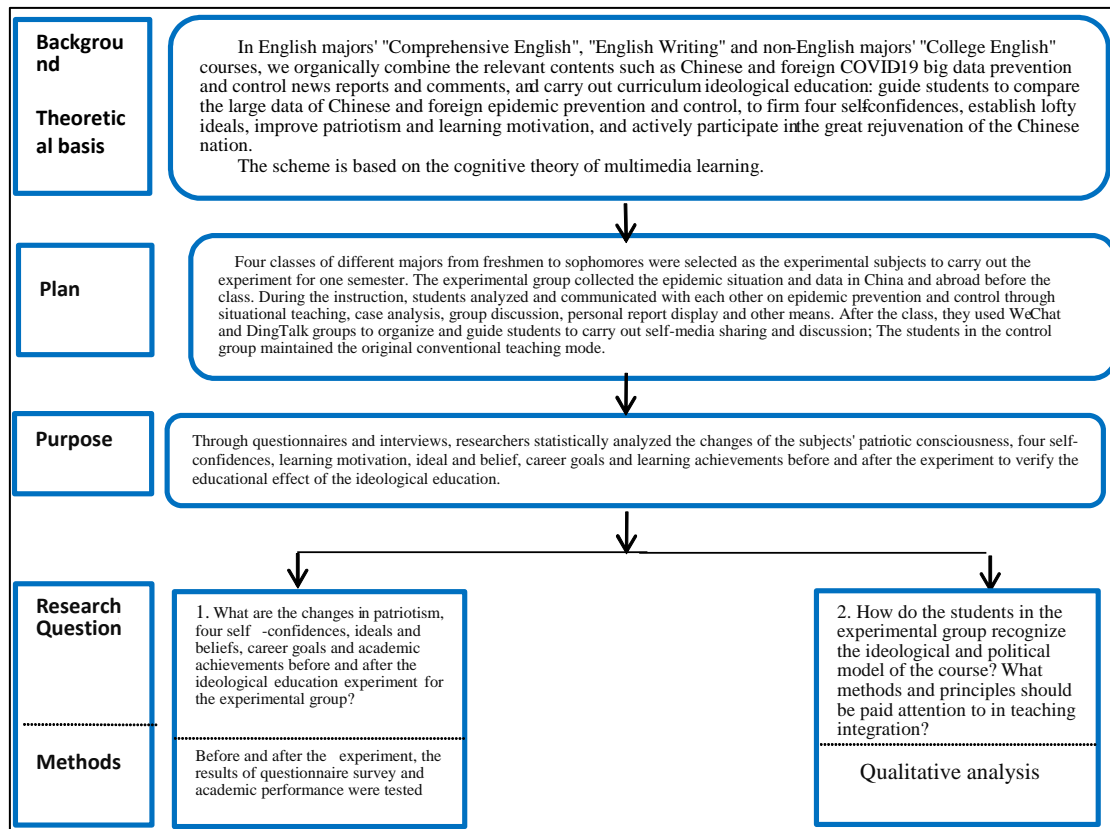 Backgrou
nd
Theoretic
al basis
In English majors' "Comprehensive English", "English Writing" and non-English majors' "College English"
courses, we organically combine the relevant contents such as Chinese and foreign COVID-19 big data prevention
and control news reports and comments, and carry out curriculum ideological education: guide students to compare
the large data of Chinese and foreign epidemic prevention and control, to firm four self-confidences, establish lofty
ideals, improve patriotism and learning motivation, and actively participate in the great rejuvenation of the Chinese
nation.
The scheme is based on the cognitive theory of multimedia learning.
Plan
Four classes of different majors from freshmen to sophomores were selected as the experimental subjects to carry out the
experiment for one semester. The experimental group collected the epidemic situation and data in China and abroad before the
class. During the instruction, students analyzed and communicated with each other on epidemic prevention and control through
situational teaching, case analysis, group discussion, personal report display and other means. After the class, they used WeChat
and DingTalk groups to organize and guide students to carry out self-media sharing and discussion; The students in the control
group maintained the original conventional teaching mode.
Purpose
Through questionnaires and interviews, researchers statistically analyzed the changes of the subjects' patriotic consciousness, four self-
confidences, learning motivation, ideal and belief, career goals and learning achievements before and after the experiment to verify the
educational effect of the ideological education.
Research
Question
1. What are the changes in patriotism,
four self -confidences, ideals and
beliefs, career goals and academic
achievements before and after the
ideological education experiment for
the experimental group?
2. How do the students in the
experimental group recognize
the ideological and political
model of the course? What
methods and principles should
be paid attention to in teaching
integration?
Methods
Before and after the experiment, the
results of questionnaire survey and
academic performance were tested
Qualitative analysis